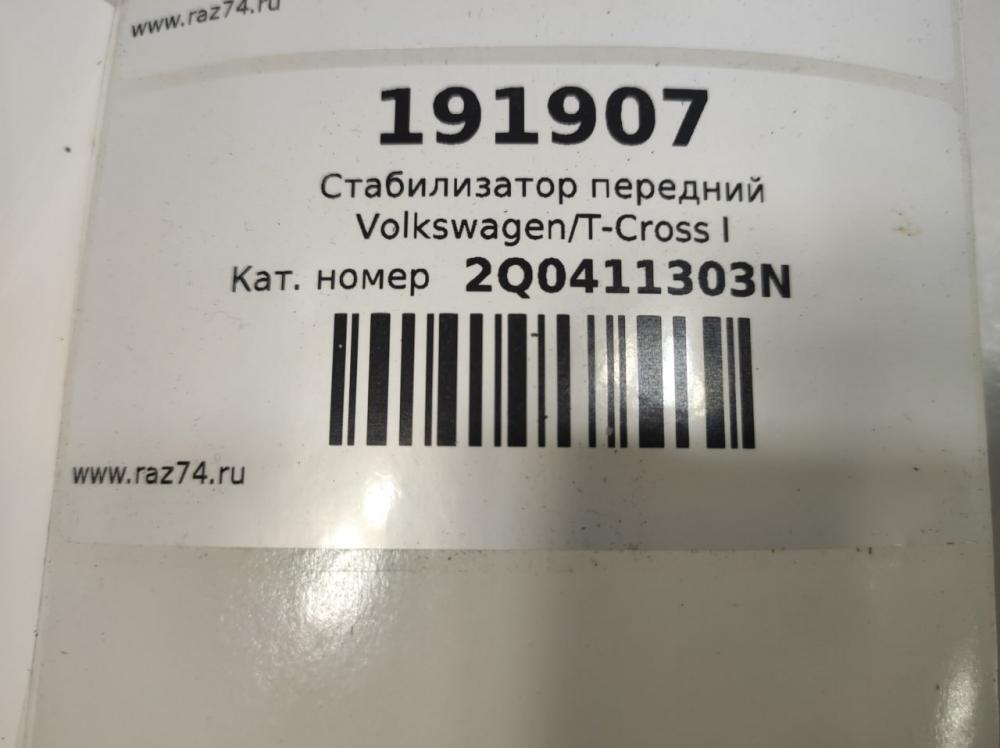 www.raz74.ru
191907
Стабилизатор передний
Volkswagen/T-Cross I
Кат. номер 2Q0411303N
www.raz74.ru